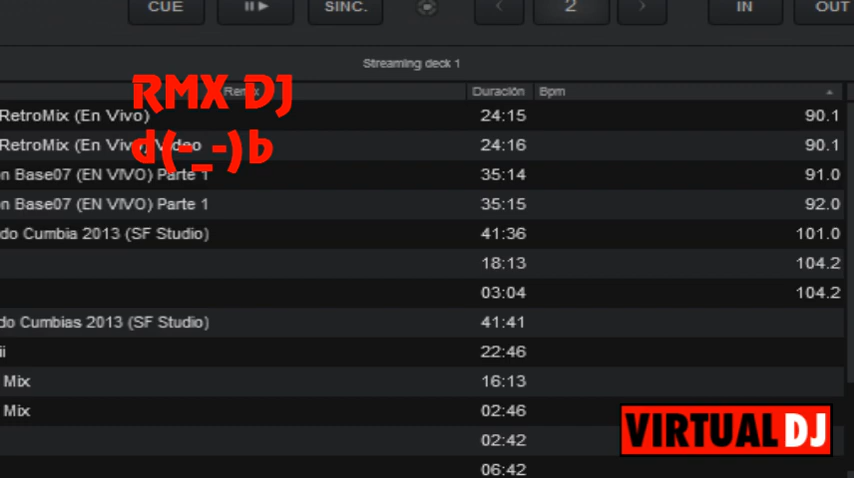 CUE II▶ SINC. < 2 > IN OUT
Streaming deck 1
Remix Duración Bpm
RMX DJ
d(-_-)b
RetroMix (En Vivo) 24:15 90.1
RetroMix (En Vivo) Video 24:16 90.1
n Base07 (EN VIVO) Parte 1 35:14 91.0
n Base07 (EN VIVO) Parte 1 35:15 92.0
do Cumbia 2013 (SF Studio) 41:36 101.0
18:13 104.2
03:04 104.2
do Cumbias 2013 (SF Studio) 41:41
ii 22:46
Mix 16:13
Mix 02:46
02:42
06:42
VIRTUAL DJ